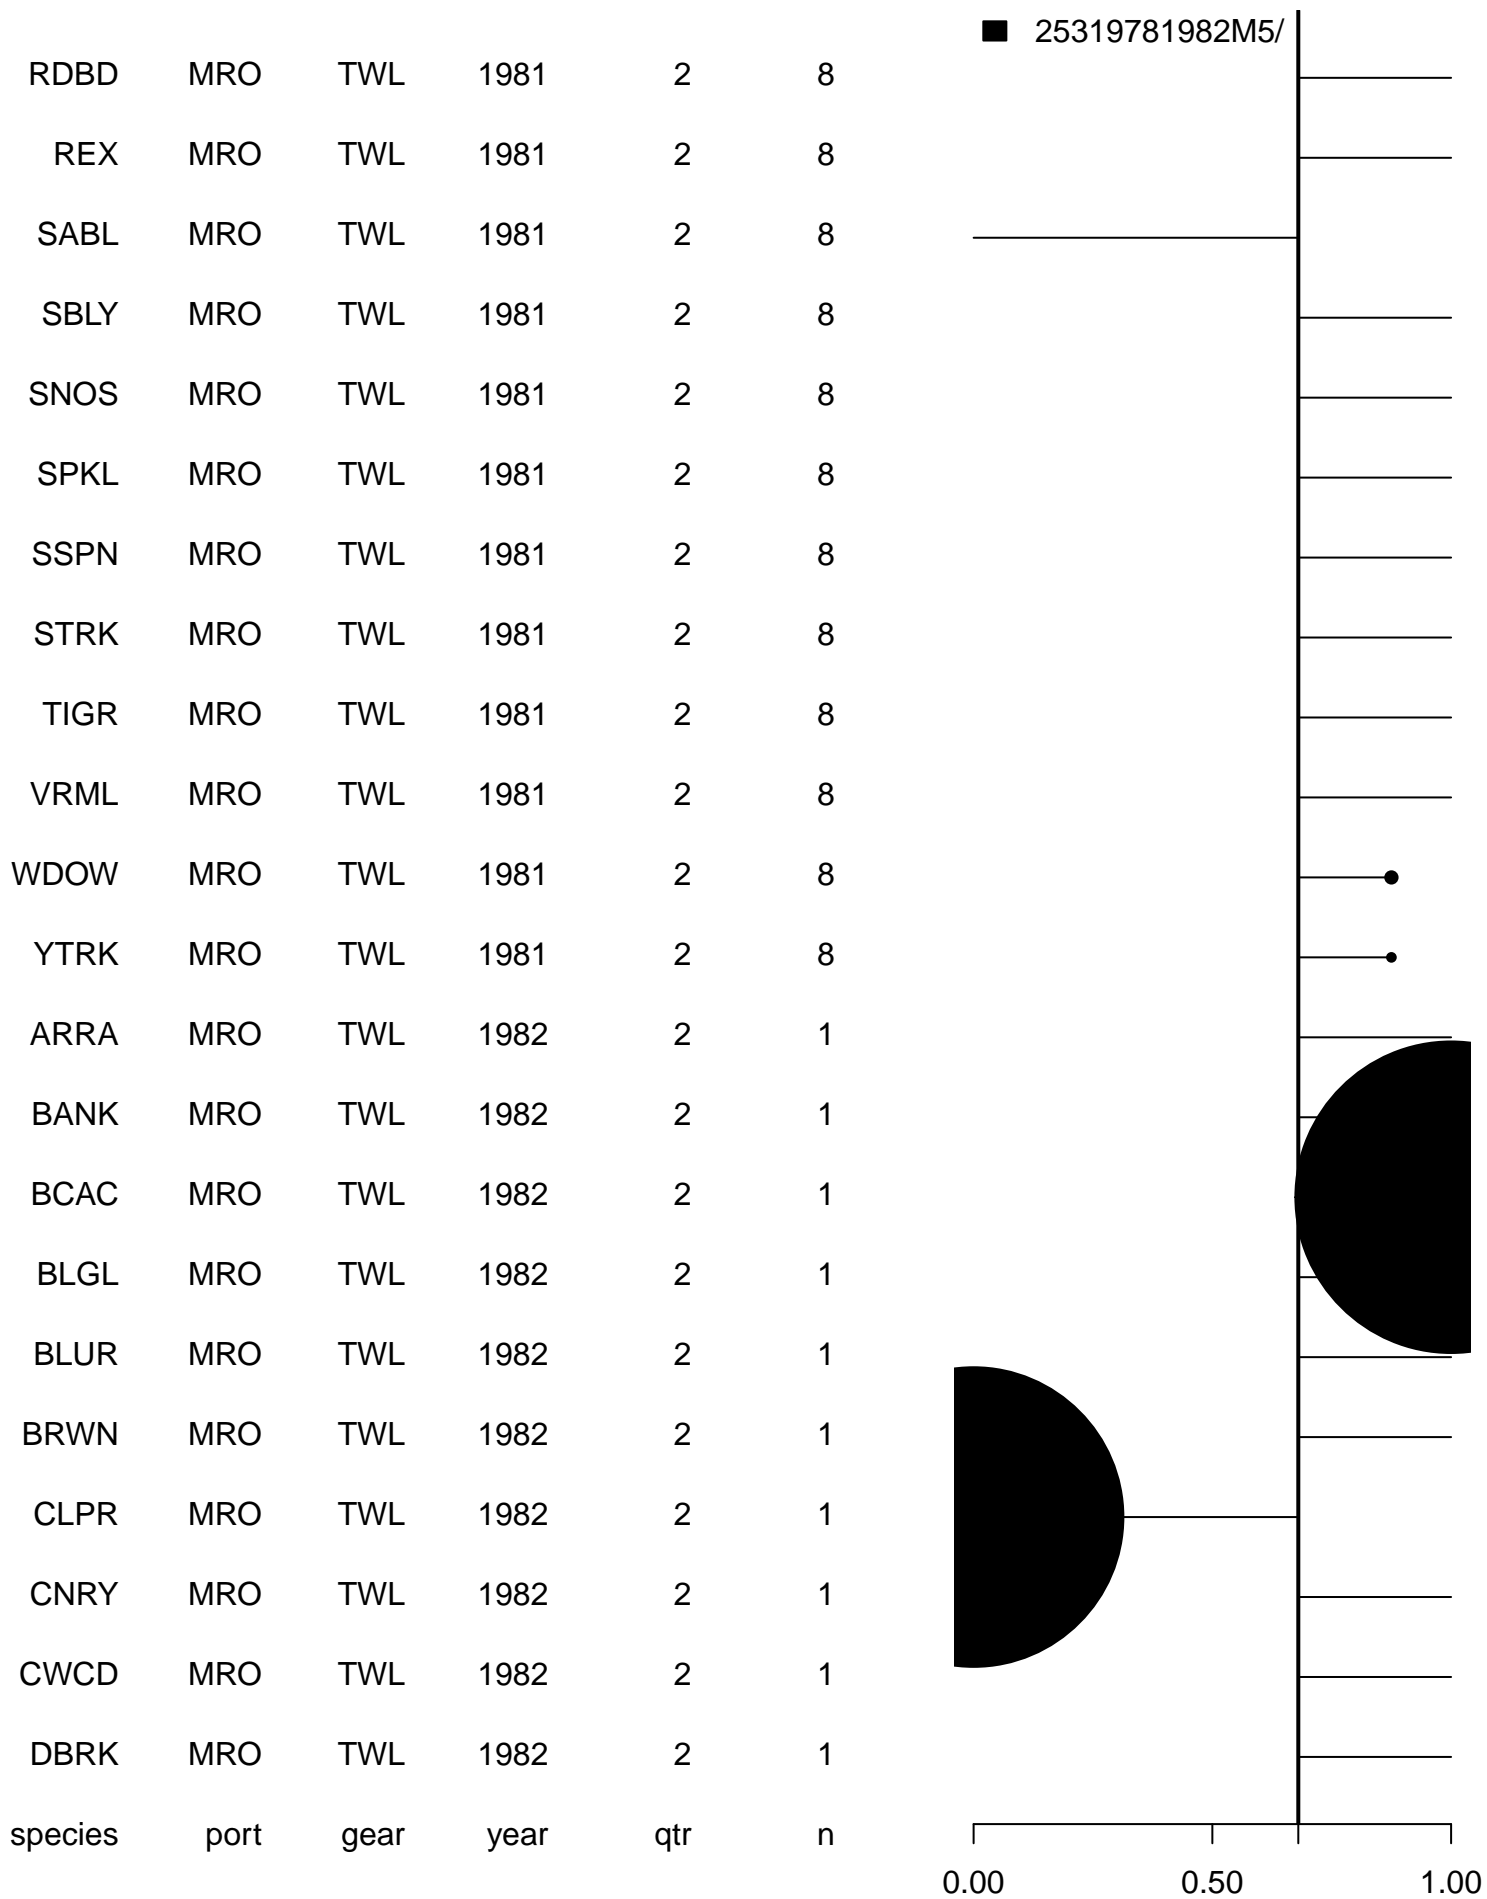 25319781982M5/
RDBD MRO TWL 1981 2 8
REX MRO TWL 1981 2 8
SABL MRO TWL 1981 2 8
SBLY MRO TWL 1981 2 8
SNOS MRO TWL 1981 2 8
SPKL MRO TWL 1981 2 8
SSPN MRO TWL 1981 2 8
STRK MRO TWL 1981 2 8
TIGR MRO TWL 1981 2 8
VRML MRO TWL 1981 2 8
WDOW MRO TWL 1981 2 8
YTRK MRO TWL 1981 2 8
ARRA MRO TWL 1982 2 1
BANK MRO TWL 1982 2 1
BCAC MRO TWL 1982 2 1
BLGL MRO TWL 1982 2 1
BLUR MRO TWL 1982 2 1
BRWN MRO TWL 1982 2 1
CLPR MRO TWL 1982 2 1
CNRY MRO TWL 1982 2 1
CWCD MRO TWL 1982 2 1
DBRK MRO TWL 1982 2 1
species port gear year qtr n
0.00 0.50 1.00